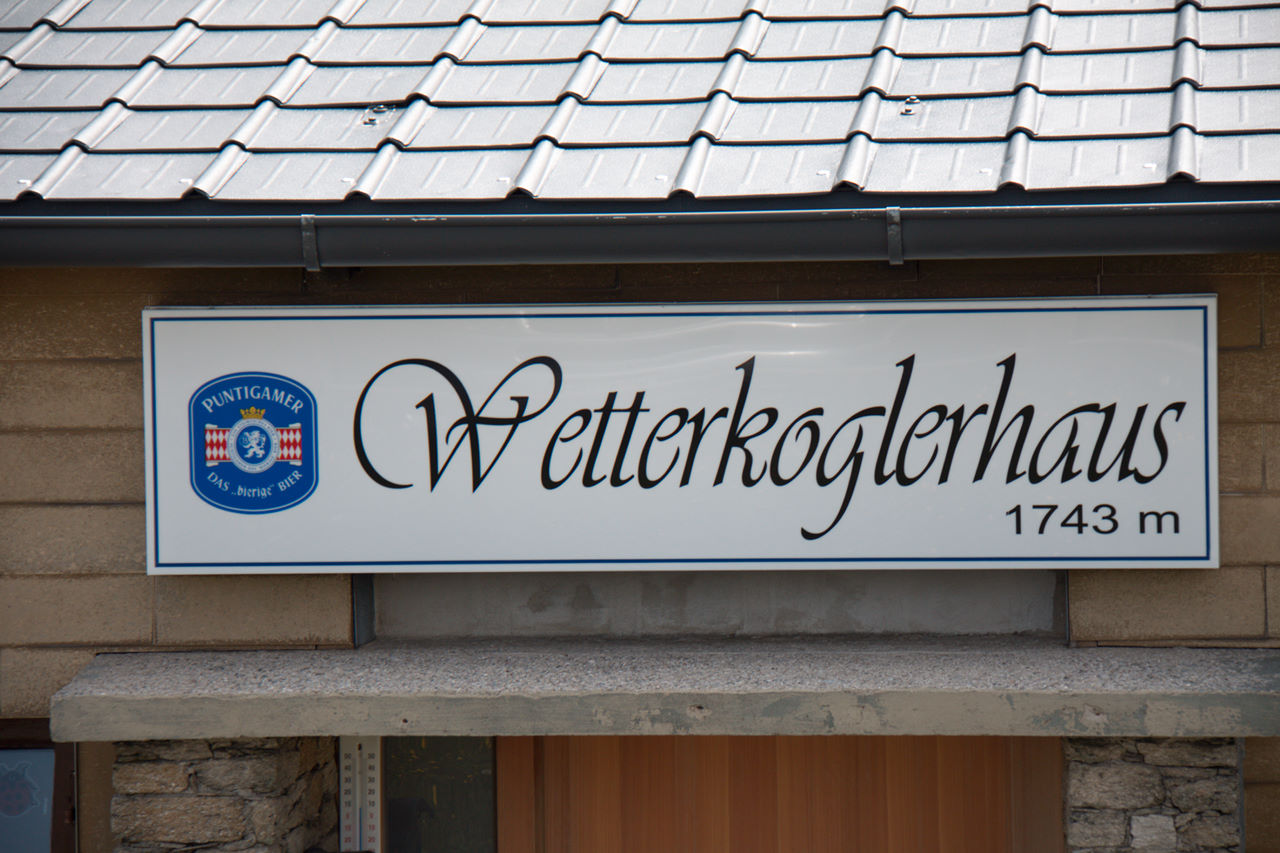 PUNTIGAMER
DAS „bierige“ BIER
Wetterkoglerhaus
1743 m